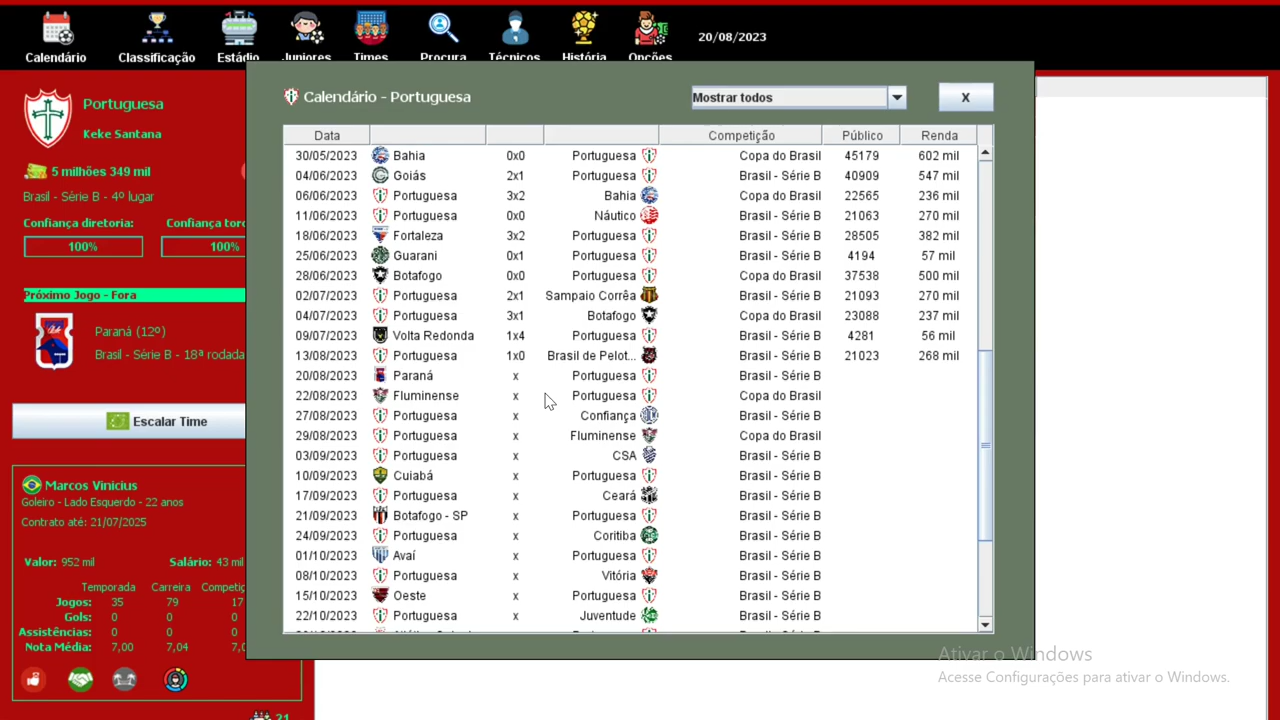 Calendário Classificação Estádio Juniores Times Procura Técnicos História Opções 20/08/2023
Portuguesa
Keke Santana
5 milhões 349 mil
Brasil - Série B - 4º lugar
Confiança diretoria: Confiança torc
100% 100%
Próximo Jogo - Fora
Paraná (12º)
Brasil - Série B - 18ª rodada
Escalar Time
Marcos Vinicius
Goleiro - Lado Esquerdo - 22 anos
Contrato até: 21/07/2025
Valor: 952 mil Salário: 43 mil
Temporada Carreira Competiç
Jogos: 35 79 17
Gols: 0 0 0
Assistências: 0 0 0
Nota Média: 7,00 7,04 7,0
21
Calendário - Portuguesa Mostrar todos X
Data Competição Público Renda
30/05/2023 Bahia 0x0 Portuguesa Copa do Brasil 45179 602 mil
04/06/2023 Goiás 2x1 Portuguesa Brasil - Série B 40909 547 mil
06/06/2023 Portuguesa 3x2 Bahia Copa do Brasil 22565 236 mil
11/06/2023 Portuguesa 0x0 Náutico Brasil - Série B 21063 270 mil
18/06/2023 Fortaleza 3x2 Portuguesa Brasil - Série B 28505 382 mil
25/06/2023 Guarani 0x1 Portuguesa Brasil - Série B 4194 57 mil
28/06/2023 Botafogo 0x0 Portuguesa Copa do Brasil 37538 500 mil
02/07/2023 Portuguesa 2x1 Sampaio Corrêa Brasil - Série B 21093 270 mil
04/07/2023 Portuguesa 3x1 Botafogo Copa do Brasil 23088 237 mil
09/07/2023 Volta Redonda 1x4 Portuguesa Brasil - Série B 4281 56 mil
13/08/2023 Portuguesa 1x0 Brasil de Pelot... Brasil - Série B 21023 268 mil
20/08/2023 Paraná x Portuguesa Brasil - Série B
22/08/2023 Fluminense x Portuguesa Copa do Brasil
27/08/2023 Portuguesa x Confiança Brasil - Série B
29/08/2023 Portuguesa x Fluminense Copa do Brasil
03/09/2023 Portuguesa x CSA Brasil - Série B
10/09/2023 Cuiabá x Portuguesa Brasil - Série B
17/09/2023 Portuguesa x Ceará Brasil - Série B
21/09/2023 Botafogo - SP x Portuguesa Brasil - Série B
24/09/2023 Portuguesa x Coritiba Brasil - Série B
01/10/2023 Avaí x Portuguesa Brasil - Série B
08/10/2023 Portuguesa x Vitória Brasil - Série B
15/10/2023 Oeste x Portuguesa Brasil - Série B
22/10/2023 Portuguesa x Juventude Brasil - Série B
Ativar o Windows
Acesse Configurações para ativar o Windows.